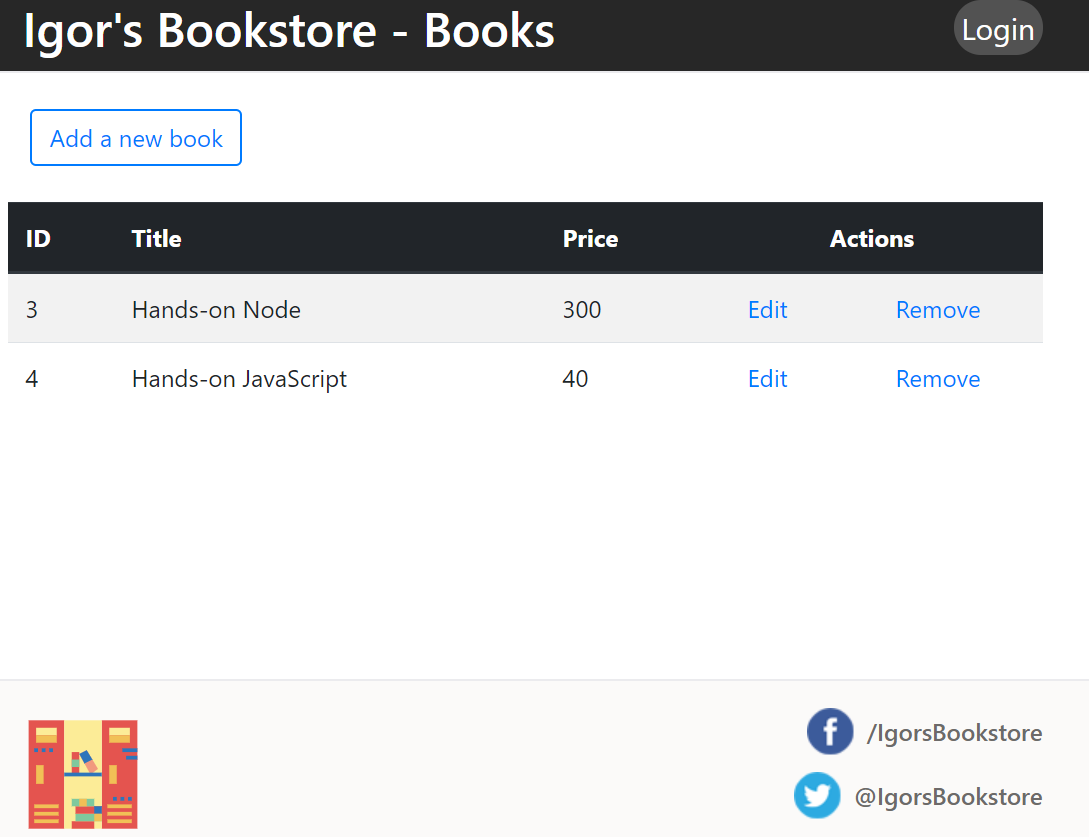 Igor's Bookstore - Books
Login
Add a new book
ID Title Price Actions
3 Hands-on Node 300 Edit Remove
4 Hands-on JavaScript 40 Edit Remove
/IgorsBookstore
@IgorsBookstore